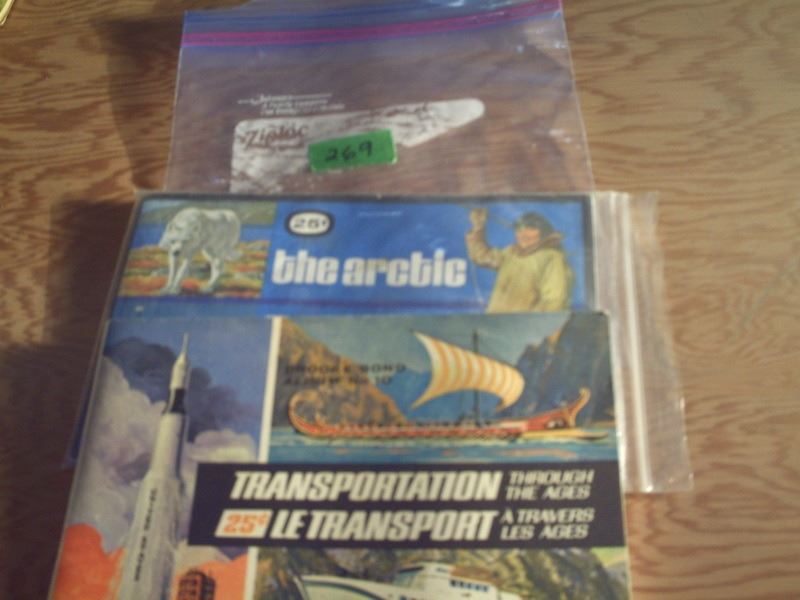 Ziploc
269
25¢
the arctic
BROOKE BOND
ALBUM No 10
TRANSPORTATION THROUGH THE AGES
25¢ LE TRANSPORT À TRAVERS LES AGES